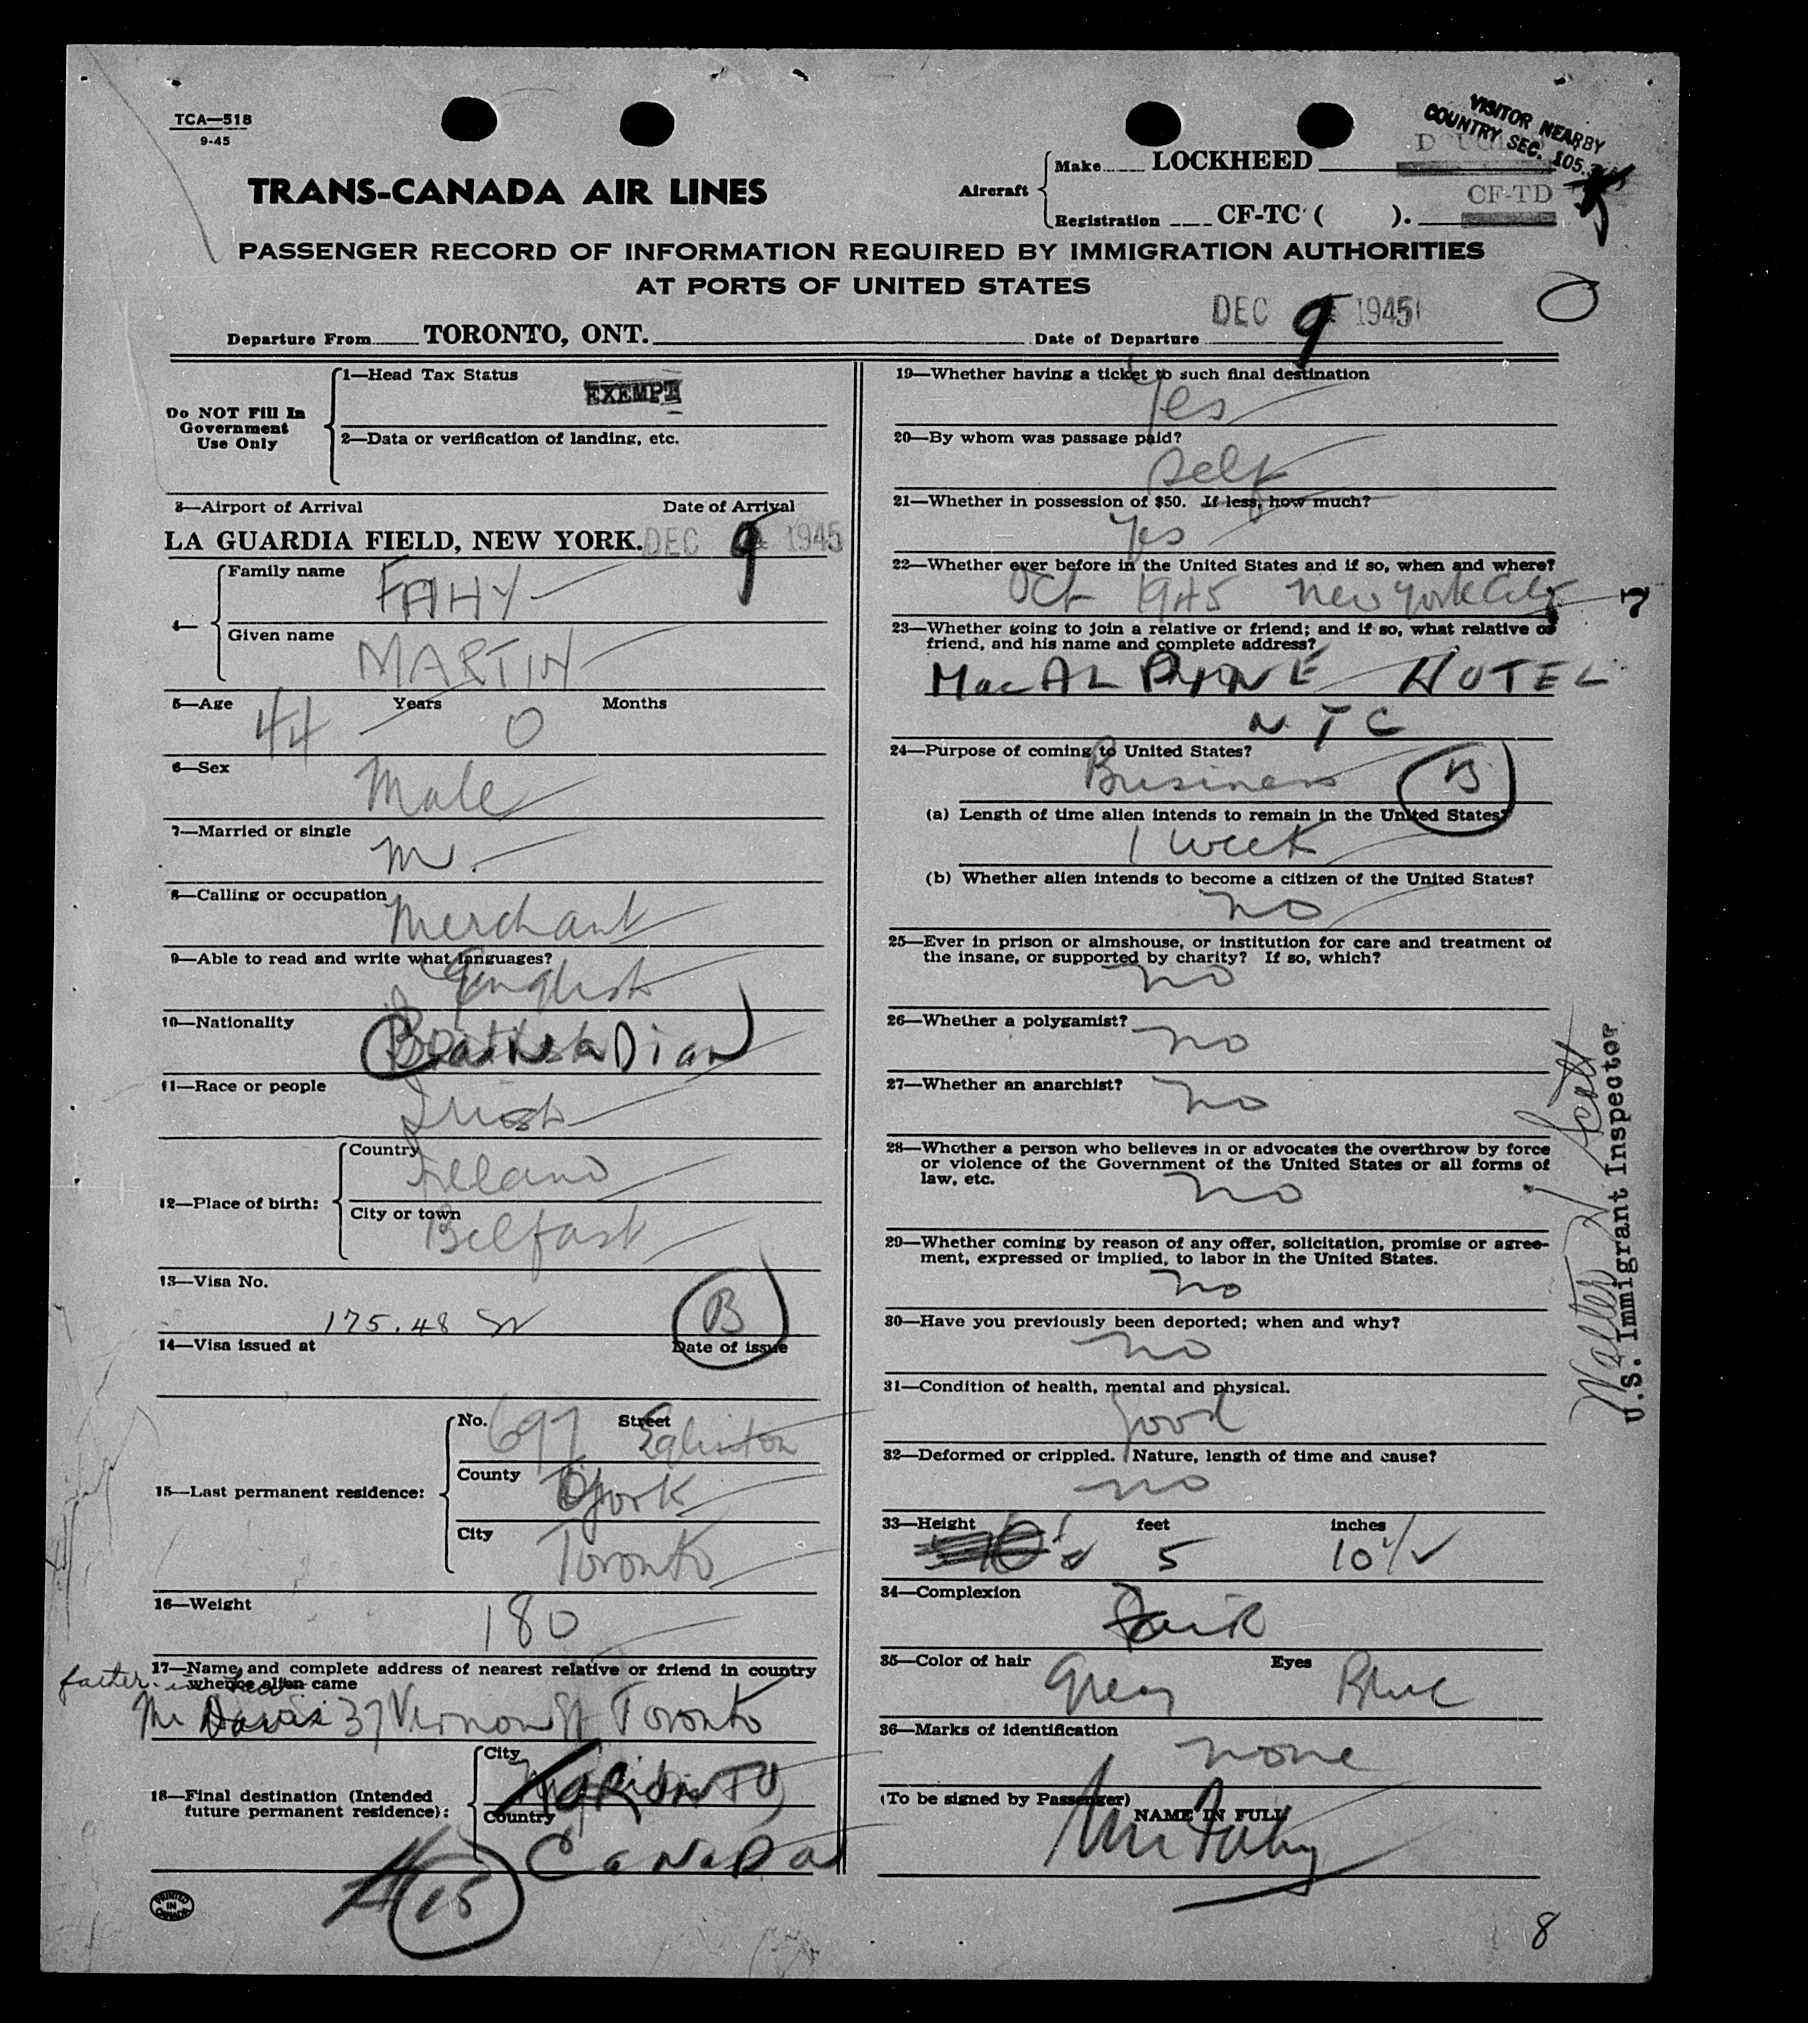 TCA—518
9-45
VISITOR NEARBY
COUNTRY SEC. 105.3
TRANS-CANADA AIR LINES
Aircraft
Make LOCKHEED
Registration CF-TC ( ).
CF-TD
PASSENGER RECORD OF INFORMATION REQUIRED BY IMMIGRATION AUTHORITIES
AT PORTS OF UNITED STATES
Departure From TORONTO, ONT. Date of Departure DEC 9 1945
Do NOT Fill In
Government
Use Only
1—Head Tax Status EXEMPT
2—Data or verification of landing, etc.
3—Airport of Arrival Date of Arrival
LA GUARDIA FIELD, NEW YORK. DEC 9 1945
4—
Family name FAHY
Given name MARTIN
5—Age 44 Years 0 Months
6—Sex Male
7—Married or single M.
8—Calling or occupation Merchant
9—Able to read and write what languages? English
10—Nationality
11—Race or people Irish
12—Place of birth:
Country Ireland
City or town Belfast
13—Visa No.
175.48 B
14—Visa issued at Date of issue
15—Last permanent residence:
No. 697 Street Eglinton
County York
City Toronto
16—Weight 180
17—Name and complete address of nearest relative or friend in country
whence alien came
father in law
Mr Davis 37 Vernon St Toronto
18—Final destination (Intended
future permanent residence):
City TORONTO
Country CANADA
15
PRINTED
IN
CANADA
19—Whether having a ticket to such final destination
Yes
20—By whom was passage paid?
self
21—Whether in possession of $50. If less, how much?
Yes
22—Whether ever before in the United States and if so, when and where?
Oct 1945 New York City
7
23—Whether going to join a relative or friend; and if so, what relative or
friend, and his name and complete address?
MacALPINE HOTEL
24—Purpose of coming to United States?
Business B
(a) Length of time alien intends to remain in the United States?
1 week
(b) Whether alien intends to become a citizen of the United States?
no
25—Ever in prison or almshouse, or institution for care and treatment of
the insane, or supported by charity? If so, which?
no
26—Whether a polygamist? no
27—Whether an anarchist? no
28—Whether a person who believes in or advocates the overthrow by force
or violence of the Government of the United States or all forms of
law, etc.
no
29—Whether coming by reason of any offer, solicitation, promise or agree-
ment, expressed or implied, to labor in the United States.
no
30—Have you previously been deported; when and why?
no
31—Condition of health, mental and physical.
good
32—Deformed or crippled. Nature, length of time and cause?
no
33—Height feet inches
5 10½
34—Complexion Fair
35—Color of hair Grey Eyes Blue
36—Marks of identification
none
(To be signed by Passenger)
NAME IN FULL
M Fahy
8
Walter Scott
U.S. Immigrant Inspector